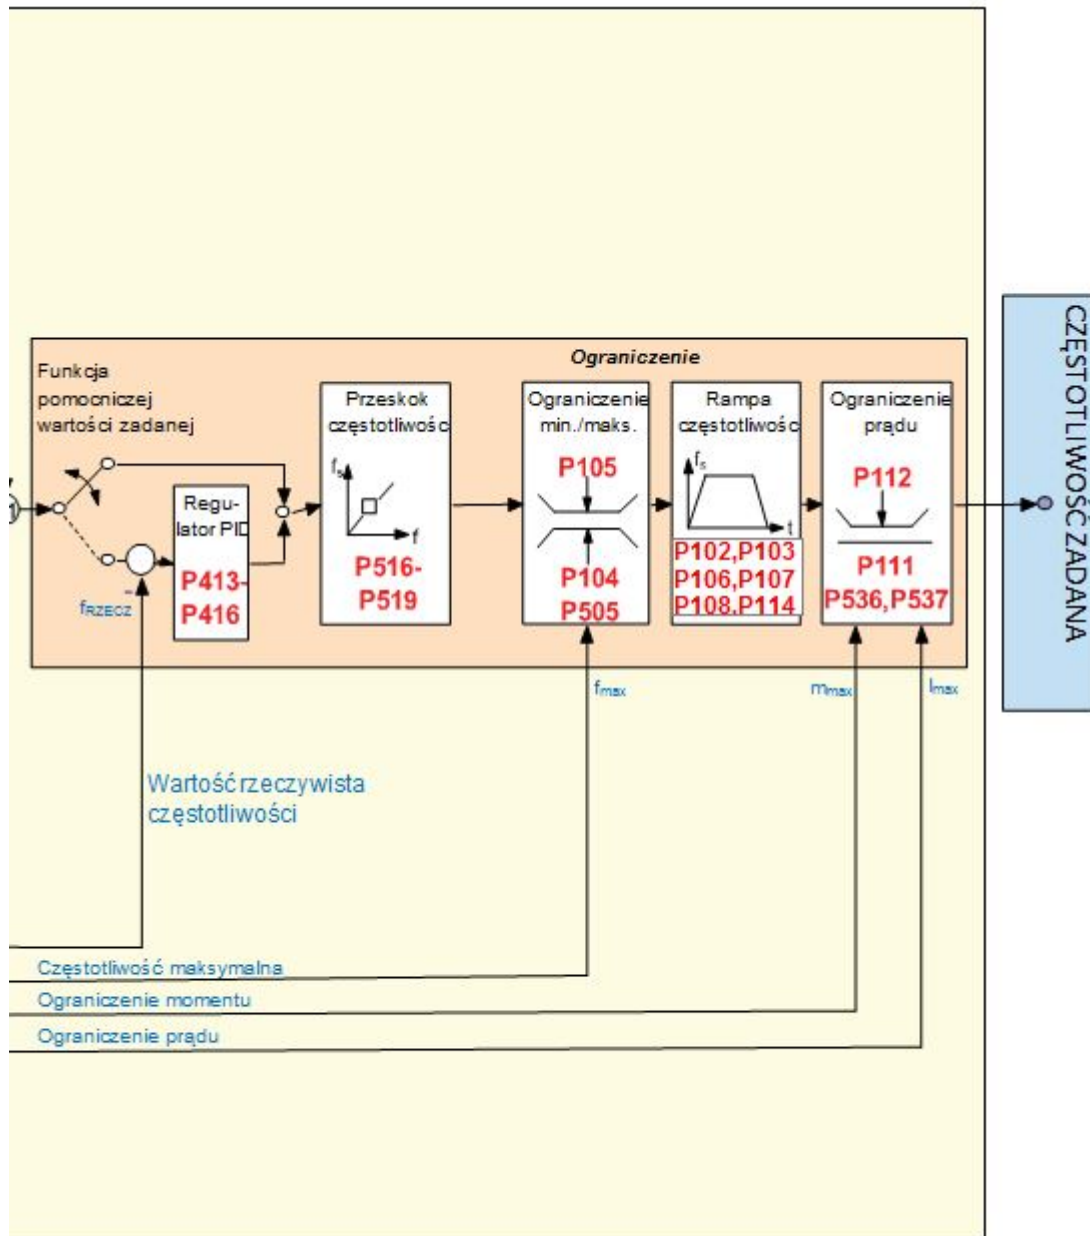 Ograniczenie
Funkcja
pomocniczej
wartości zadanej
Regu-
lator PID
P413-
P416
fRZECZ
-
Przeskok
częstotliwośc
fs
f
P516-
P519
Ograniczenie
min./maks.
P105
P104
P505
Rampa
częstotliwośc
fs
t
P102,P103
P106,P107
P108,P114
Ograniczenie
prądu
P112
P111
P536,P537
CZĘSTOTLIWOŚĆ ZADANA
fmax
mmax
Imax
Wartość rzeczywista
częstotliwości
Częstotliwość maksymalna
Ograniczenie momentu
Ograniczenie prądu